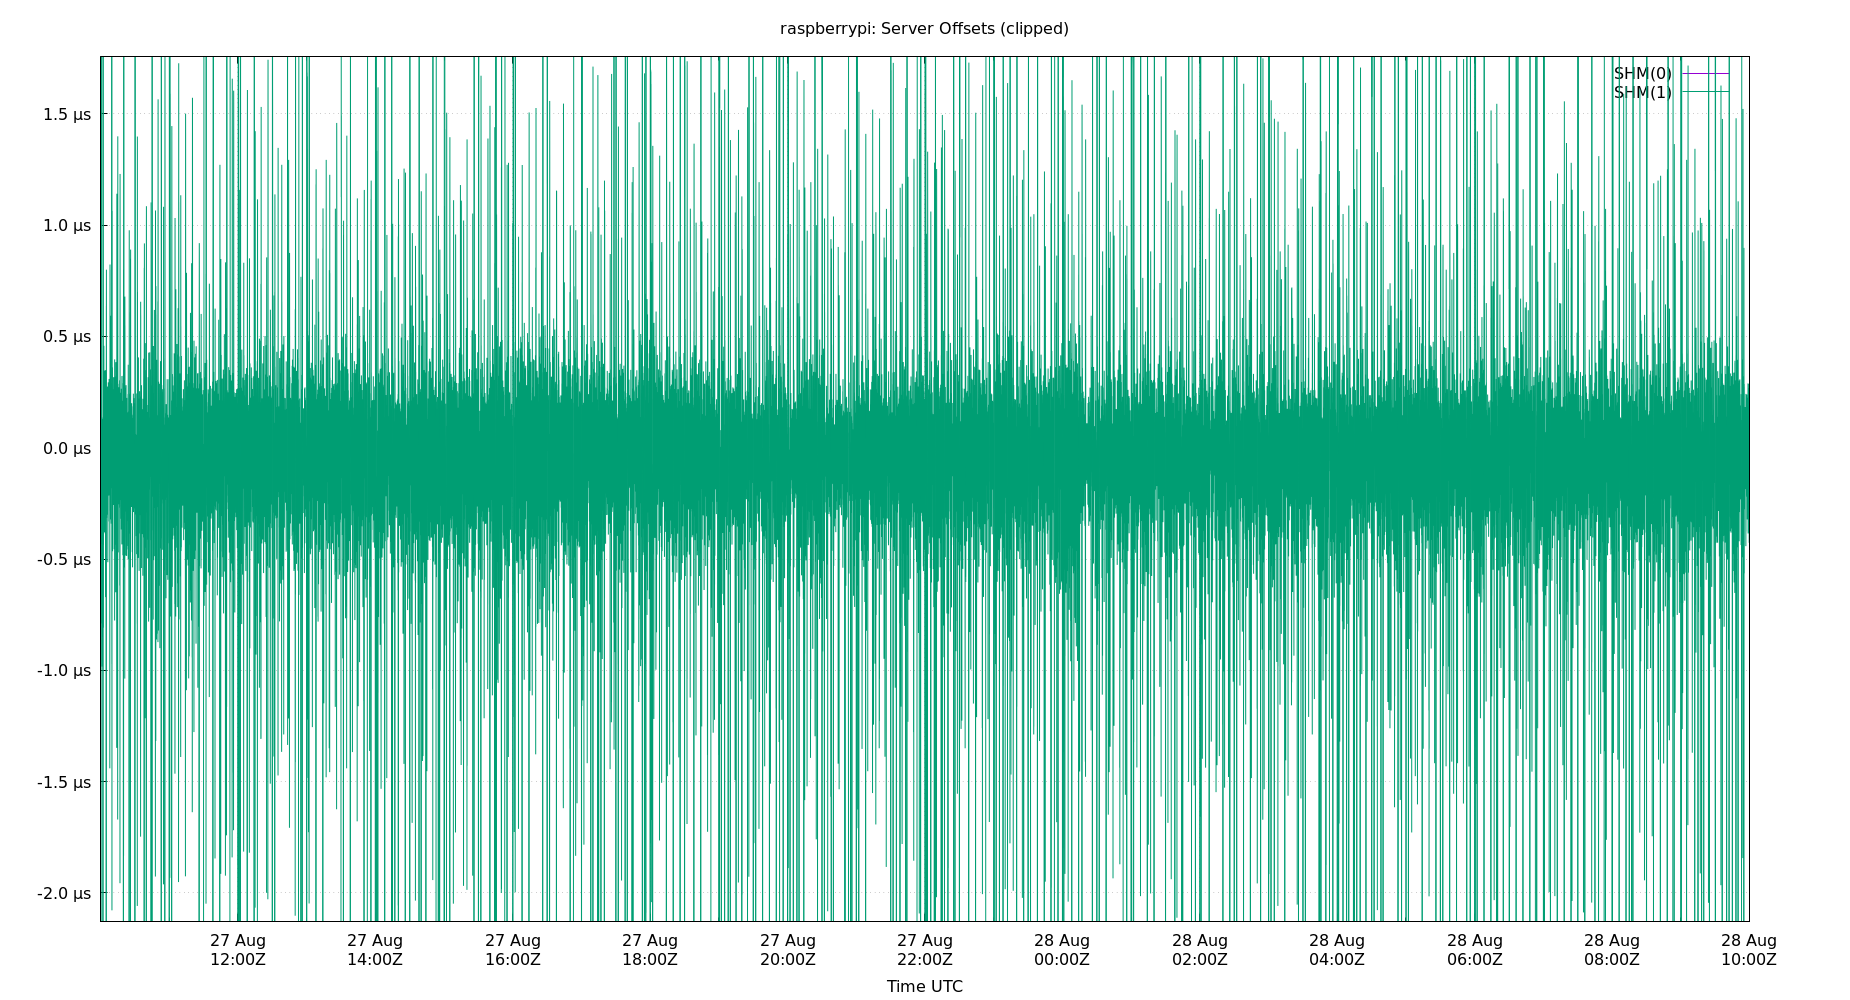 raspberrypi: Server Offsets (clipped)
SHM(0)
SHM(1)
1.5 µs
1.0 µs
0.5 µs
0.0 µs
-0.5 µs
-1.0 µs
-1.5 µs
-2.0 µs
27 Aug 27 Aug 27 Aug 27 Aug 27 Aug 27 Aug 28 Aug 28 Aug 28 Aug 28 Aug 28 Aug 28 Aug
12:00Z 14:00Z 16:00Z 18:00Z 20:00Z 22:00Z 00:00Z 02:00Z 04:00Z 06:00Z 08:00Z 10:00Z
Time UTC